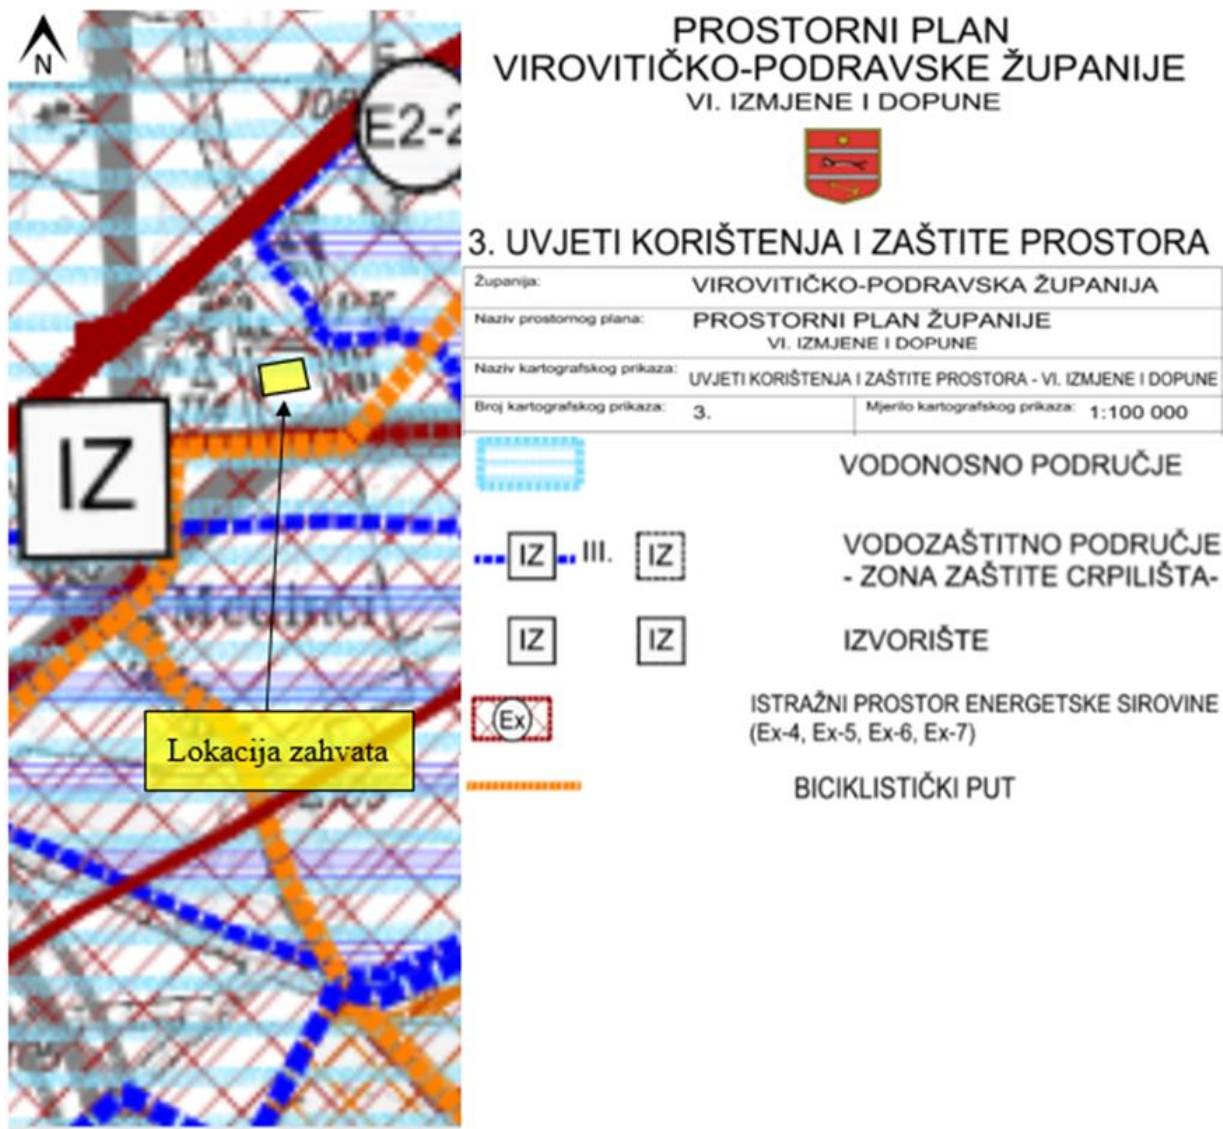 N
E2-2
IZ
Lokacija zahvata
PROSTORNI PLAN
VIROVITIČKO-PODRAVSKE ŽUPANIJE
VI. IZMJENE I DOPUNE
3. UVJETI KORIŠTENJA I ZAŠTITE PROSTORA
Županija: VIROVITIČKO-PODRAVSKA ŽUPANIJA
Naziv prostornog plana: PROSTORNI PLAN ŽUPANIJE
VI. IZMJENE I DOPUNE
Naziv kartografskog prikaza: UVJETI KORIŠTENJA I ZAŠTITE PROSTORA - VI. IZMJENE I DOPUNE
Broj kartografskog prikaza: 3. Mjerilo kartografskog prikaza: 1:100 000
VODONOSNO PODRUČJE
IZ III. IZ VODOZAŠTITNO PODRUČJE
- ZONA ZAŠTITE CRPILIŠTA-
IZ IZ IZVORIŠTE
Ex ISTRAŽNI PROSTOR ENERGETSKE SIROVINE
(Ex-4, Ex-5, Ex-6, Ex-7)
BICIKLISTIČKI PUT